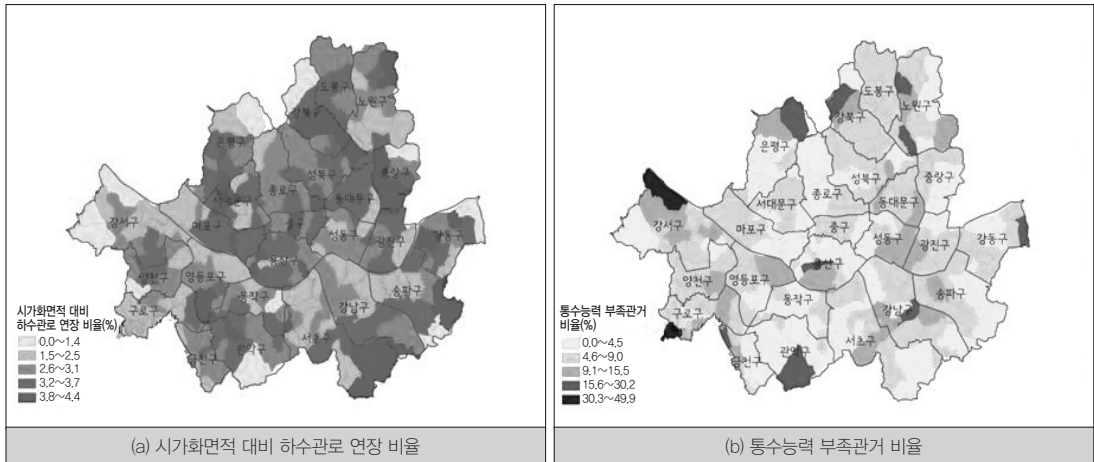 도봉구
노원구
강북구
은평구
성북구
종로구
중랑구
서대문구
동대문구
중구
강서구
마포구
성동구
광진구
강동구
용산구
양천구
영등포구
송파구
동작구
강남구
구로구
서초구
금천구
관악구
시가화면적 대비
하수관로 연장 비율(%)
0.0~1.4
1.5~2.5
2.6~3.1
3.2~3.7
3.8~4.4
(a) 시가화면적 대비 하수관로 연장 비율
도봉구
노원구
강북구
은평구
성북구
중랑구
종로구
서대문구
동대문구
중구
강서구
마포구
성동구
광진구
강동구
용산구
양천구
영등포구
송파구
동작구
강남구
구로구
서초구
금천구
관악구
통수능력 부족관거
비율(%)
0.0~4.5
4.6~9.0
9.1~15.5
15.6~30.2
30.3~49.9
(b) 통수능력 부족관거 비율